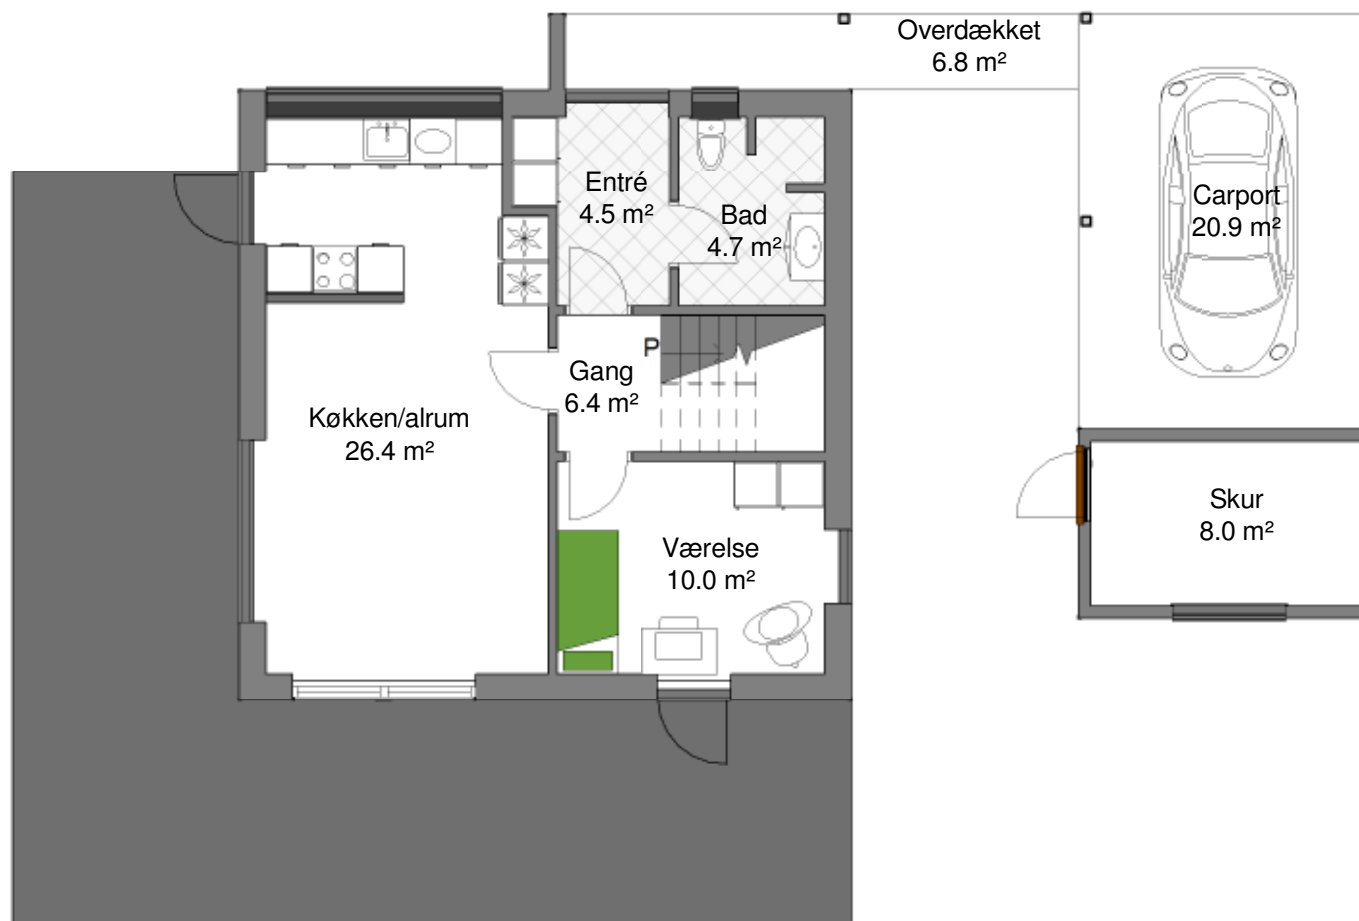 Overdækket
6.8 m²
Entré
4.5 m²
Bad
4.7 m²
Carport
20.9 m²
P
Gang
6.4 m²
Køkken/alrum
26.4 m²
Skur
8.0 m²
Værelse
10.0 m²